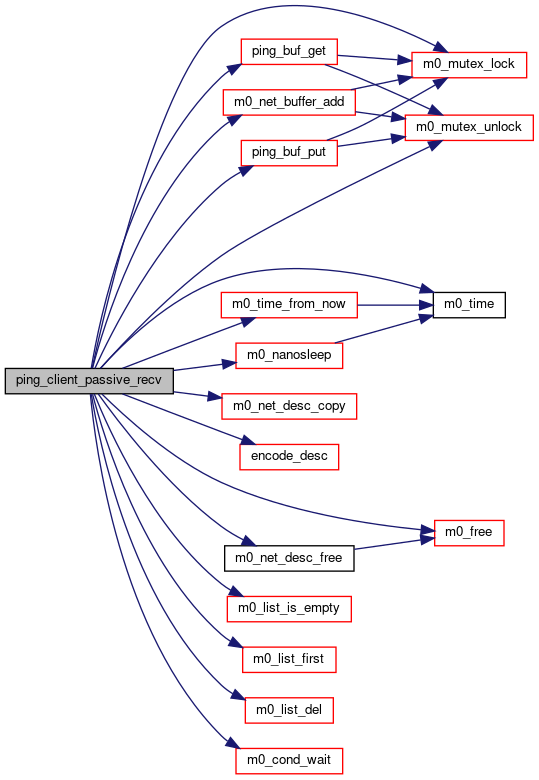 ping_buf_get
m0_mutex_lock
m0_net_buffer_add
m0_mutex_unlock
ping_buf_put
m0_time_from_now
m0_time
m0_nanosleep
ping_client_passive_recv
m0_net_desc_copy
encode_desc
m0_free
m0_net_desc_free
m0_list_is_empty
m0_list_first
m0_list_del
m0_cond_wait